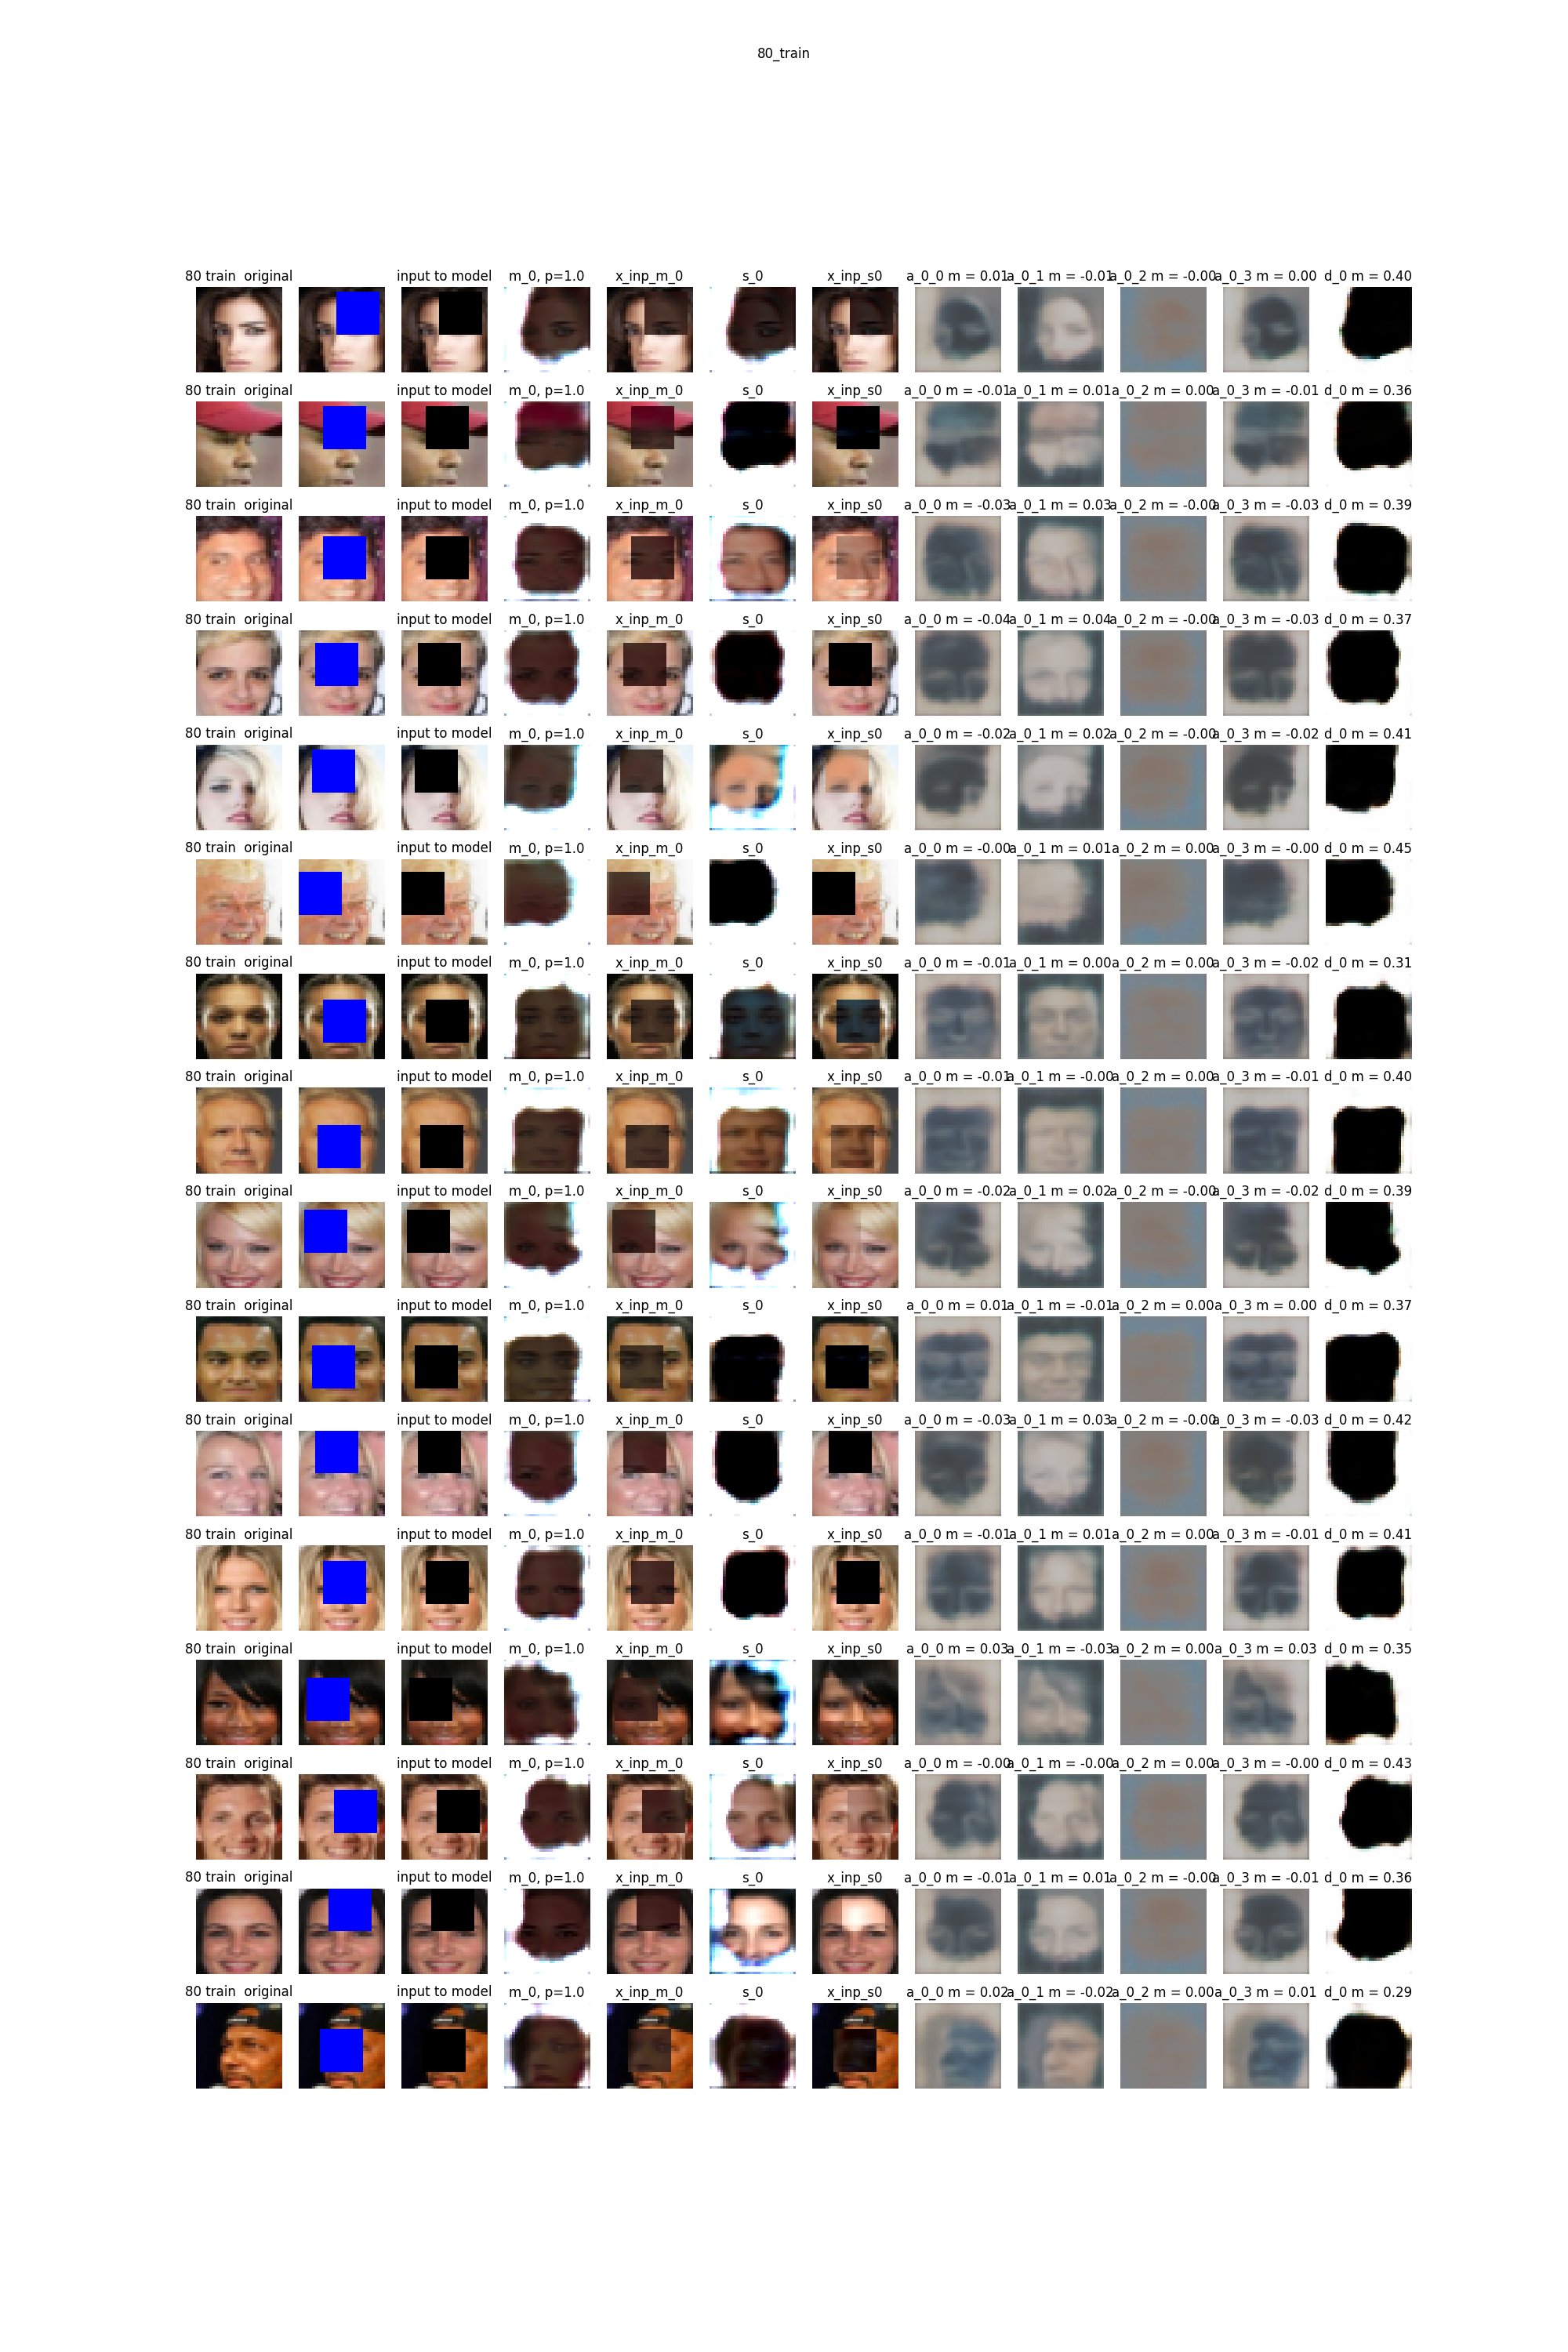 80_train
80 train  original input to model m_0, p=1.0 x_inp_m_0 s_0 x_inp_s0 a_0_0 m = 0.01 a_0_1 m = -0.01 a_0_2 m = -0.00 a_0_3 m = 0.00 d_0 m = 0.40
80 train  original input to model m_0, p=1.0 x_inp_m_0 s_0 x_inp_s0 a_0_0 m = -0.01 a_0_1 m = 0.01 a_0_2 m = 0.00 a_0_3 m = -0.01 d_0 m = 0.36
80 train  original input to model m_0, p=1.0 x_inp_m_0 s_0 x_inp_s0 a_0_0 m = -0.03 a_0_1 m = 0.03 a_0_2 m = -0.00 a_0_3 m = -0.03 d_0 m = 0.39
80 train  original input to model m_0, p=1.0 x_inp_m_0 s_0 x_inp_s0 a_0_0 m = -0.04 a_0_1 m = 0.04 a_0_2 m = -0.00 a_0_3 m = -0.03 d_0 m = 0.37
80 train  original input to model m_0, p=1.0 x_inp_m_0 s_0 x_inp_s0 a_0_0 m = -0.02 a_0_1 m = 0.02 a_0_2 m = -0.00 a_0_3 m = -0.02 d_0 m = 0.41
80 train  original input to model m_0, p=1.0 x_inp_m_0 s_0 x_inp_s0 a_0_0 m = -0.00 a_0_1 m = 0.01 a_0_2 m = 0.00 a_0_3 m = -0.00 d_0 m = 0.45
80 train  original input to model m_0, p=1.0 x_inp_m_0 s_0 x_inp_s0 a_0_0 m = -0.01 a_0_1 m = 0.00 a_0_2 m = 0.00 a_0_3 m = -0.02 d_0 m = 0.31
80 train  original input to model m_0, p=1.0 x_inp_m_0 s_0 x_inp_s0 a_0_0 m = -0.01 a_0_1 m = -0.00 a_0_2 m = 0.00 a_0_3 m = -0.01 d_0 m = 0.40
80 train  original input to model m_0, p=1.0 x_inp_m_0 s_0 x_inp_s0 a_0_0 m = -0.02 a_0_1 m = 0.02 a_0_2 m = -0.00 a_0_3 m = -0.02 d_0 m = 0.39
80 train  original input to model m_0, p=1.0 x_inp_m_0 s_0 x_inp_s0 a_0_0 m = 0.01 a_0_1 m = -0.01 a_0_2 m = 0.00 a_0_3 m = 0.00 d_0 m = 0.37
80 train  original input to model m_0, p=1.0 x_inp_m_0 s_0 x_inp_s0 a_0_0 m = -0.03 a_0_1 m = 0.03 a_0_2 m = -0.00 a_0_3 m = -0.03 d_0 m = 0.42
80 train  original input to model m_0, p=1.0 x_inp_m_0 s_0 x_inp_s0 a_0_0 m = -0.01 a_0_1 m = 0.01 a_0_2 m = 0.00 a_0_3 m = -0.01 d_0 m = 0.41
80 train  original input to model m_0, p=1.0 x_inp_m_0 s_0 x_inp_s0 a_0_0 m = 0.03 a_0_1 m = -0.03 a_0_2 m = 0.00 a_0_3 m = 0.03 d_0 m = 0.35
80 train  original input to model m_0, p=1.0 x_inp_m_0 s_0 x_inp_s0 a_0_0 m = -0.00 a_0_1 m = -0.00 a_0_2 m = 0.00 a_0_3 m = -0.00 d_0 m = 0.43
80 train  original input to model m_0, p=1.0 x_inp_m_0 s_0 x_inp_s0 a_0_0 m = -0.01 a_0_1 m = 0.01 a_0_2 m = -0.00 a_0_3 m = -0.01 d_0 m = 0.36
80 train  original input to model m_0, p=1.0 x_inp_m_0 s_0 x_inp_s0 a_0_0 m = 0.02 a_0_1 m = -0.02 a_0_2 m = 0.00 a_0_3 m = 0.01 d_0 m = 0.29